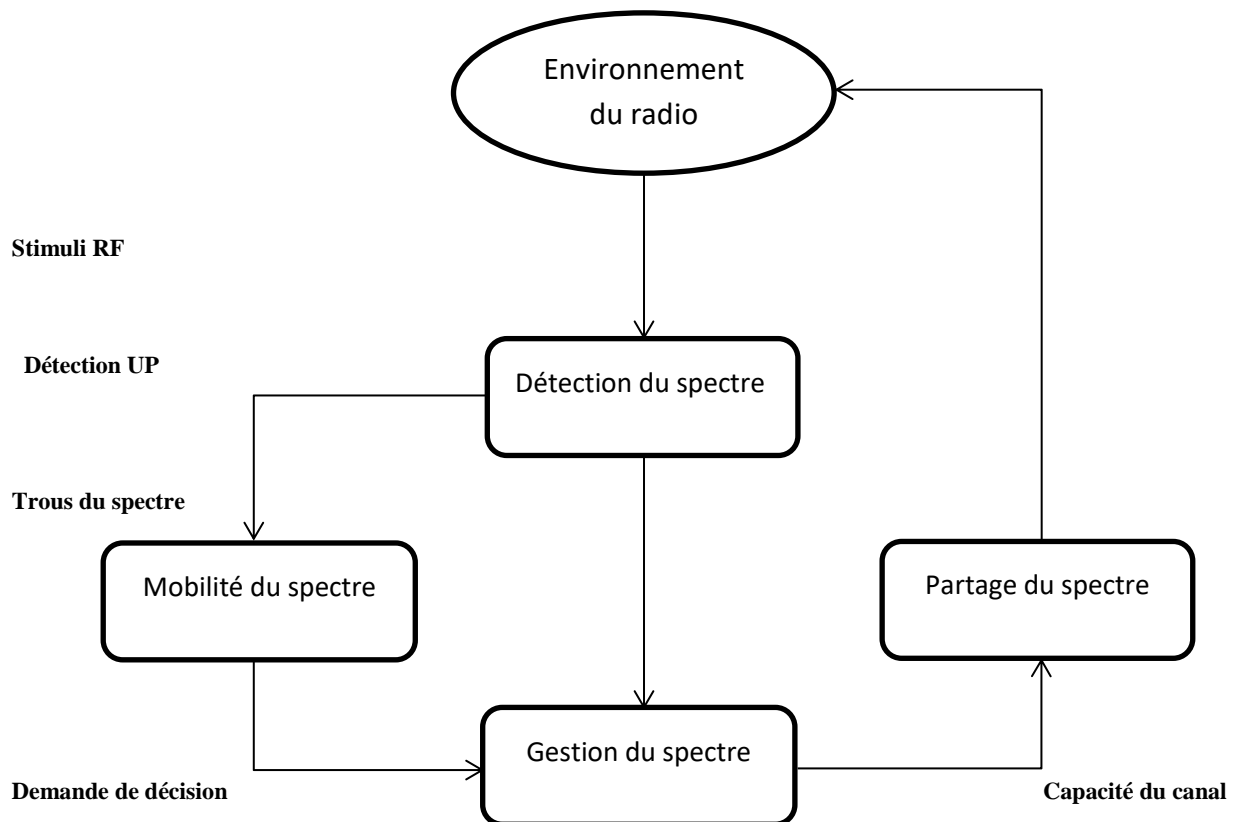 Environnement
du radio
Stimuli RF
Détection UP
Détection du spectre
Trous du spectre
Mobilité du spectre
Partage du spectre
Gestion du spectre
Demande de décision
Capacité du canal